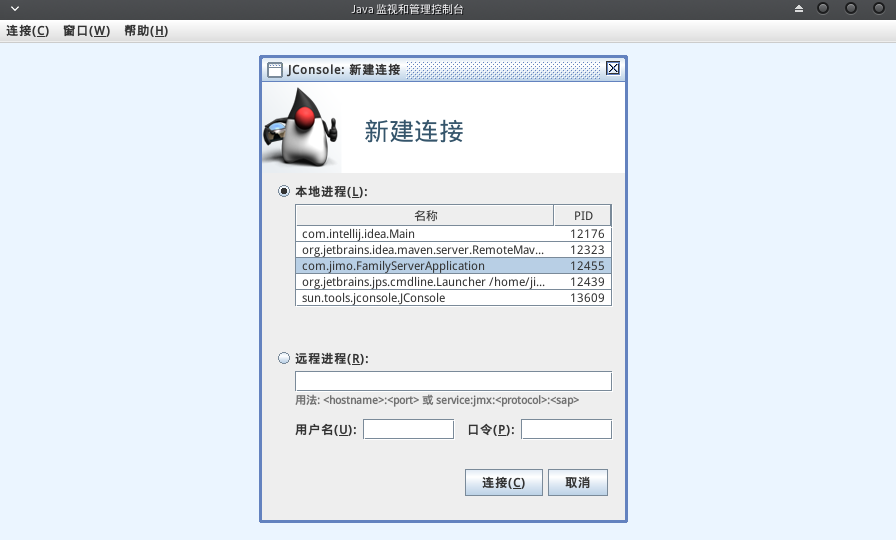 Java 监视和管理控制台
连接(C) 窗口(W) 帮助(H)
JConsole: 新建连接
新建连接
本地进程(L):
名称 PID
com.intellij.idea.Main 12176
org.jetbrains.idea.maven.server.RemoteMav... 12323
com.jimo.FamilyServerApplication 12455
org.jetbrains.jps.cmdline.Launcher /home/ji... 12439
sun.tools.jconsole.JConsole 13609
远程进程(R):
用法: <hostname>:<port> 或 service:jmx:<protocol>:<sap>
用户名(U): 口令(P):
连接(C) 取消